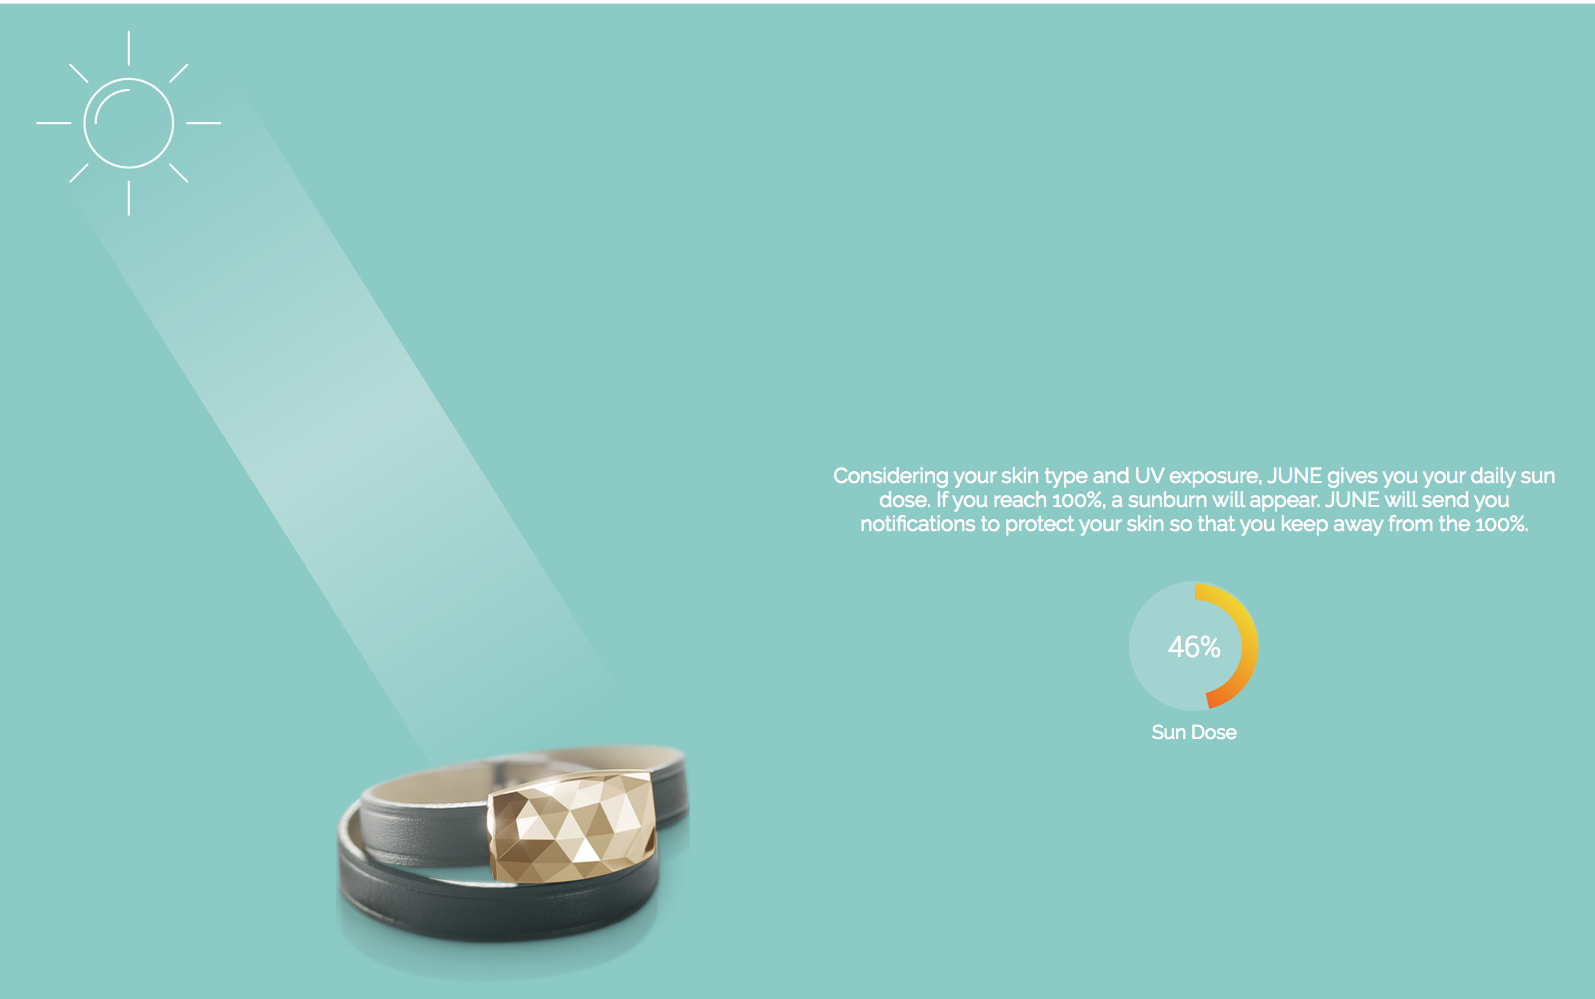 Considering your skin type and UV exposure, JUNE gives you your daily sun
dose. If you reach 100%, a sunburn will appear. JUNE will send you
notifications to protect your skin so that you keep away from the 100%.
46%
Sun Dose